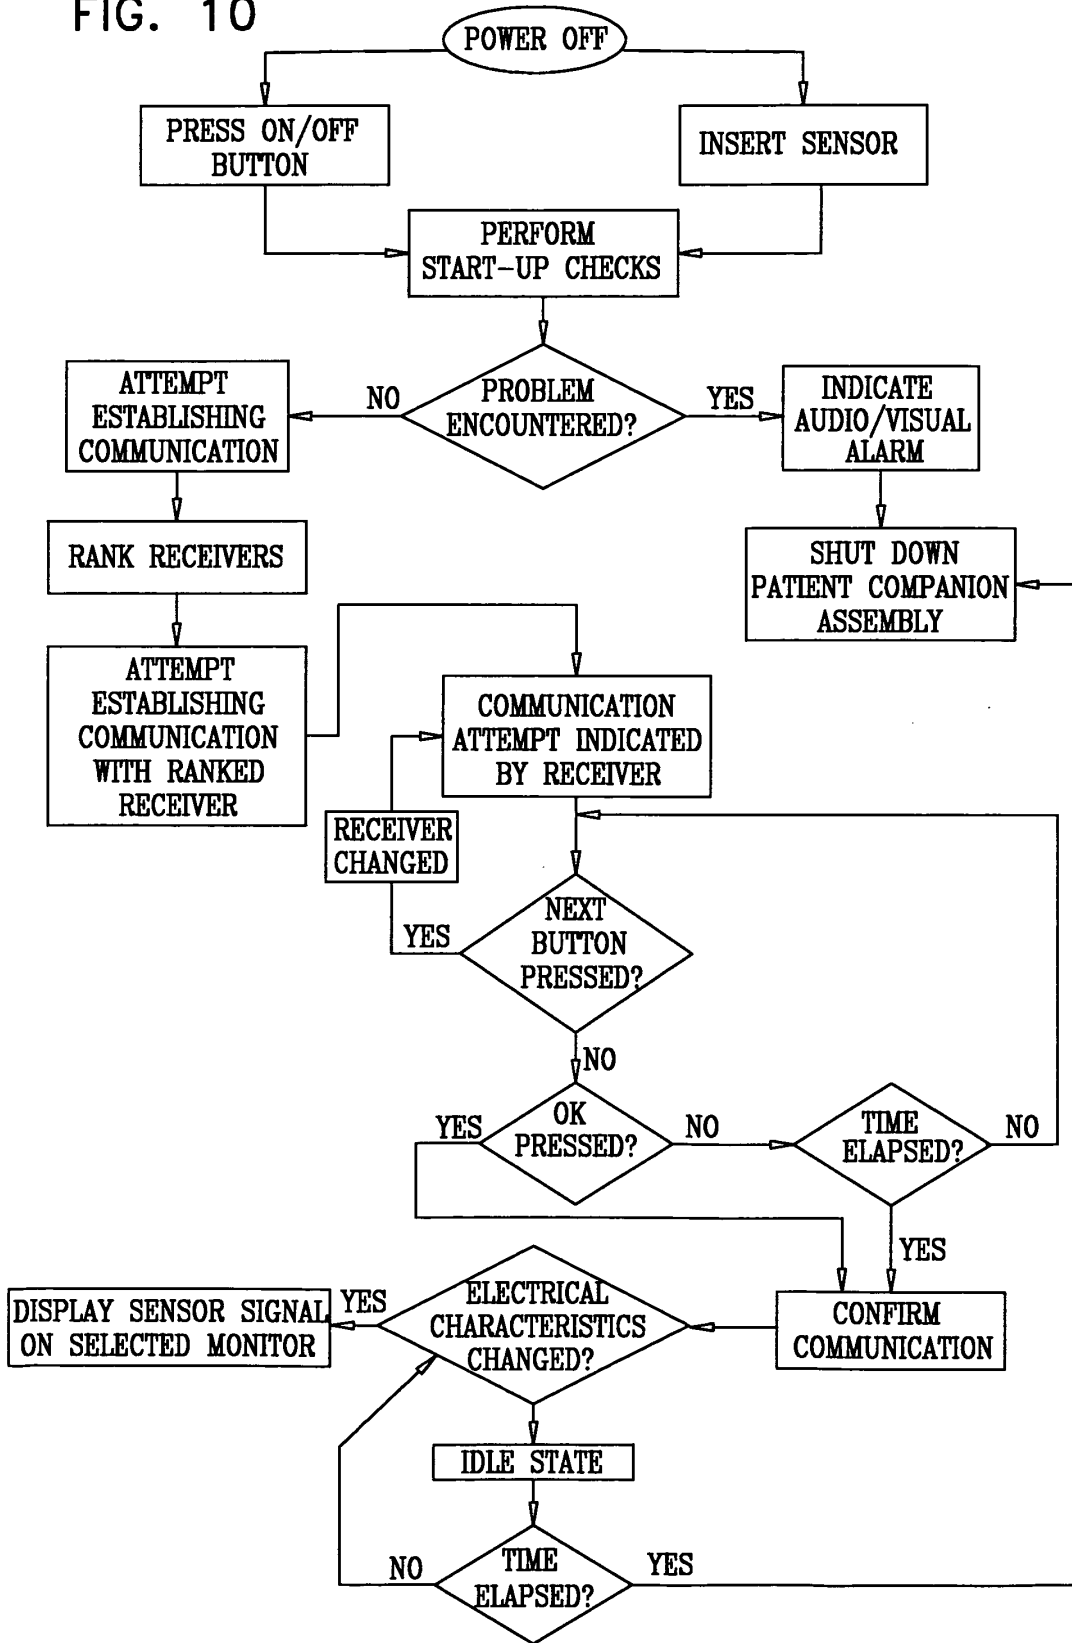 FIG. 10
POWER OFF
PRESS ON/OFF
BUTTON
INSERT SENSOR
PERFORM
START-UP CHECKS
PROBLEM
ENCOUNTERED?
NO
YES
ATTEMPT
ESTABLISHING
COMMUNICATION
INDICATE
AUDIO/VISUAL
ALARM
RANK RECEIVERS
SHUT DOWN
PATIENT COMPANION
ASSEMBLY
ATTEMPT
ESTABLISHING
COMMUNICATION
WITH RANKED
RECEIVER
COMMUNICATION
ATTEMPT INDICATED
BY RECEIVER
RECEIVER
CHANGED
YES
NEXT
BUTTON
PRESSED?
NO
YES
OK
PRESSED?
NO
TIME
ELAPSED?
NO
YES
CONFIRM
COMMUNICATION
ELECTRICAL
CHARACTERISTICS
CHANGED?
YES
DISPLAY SENSOR SIGNAL
ON SELECTED MONITOR
IDLE STATE
NO
TIME
ELAPSED?
YES